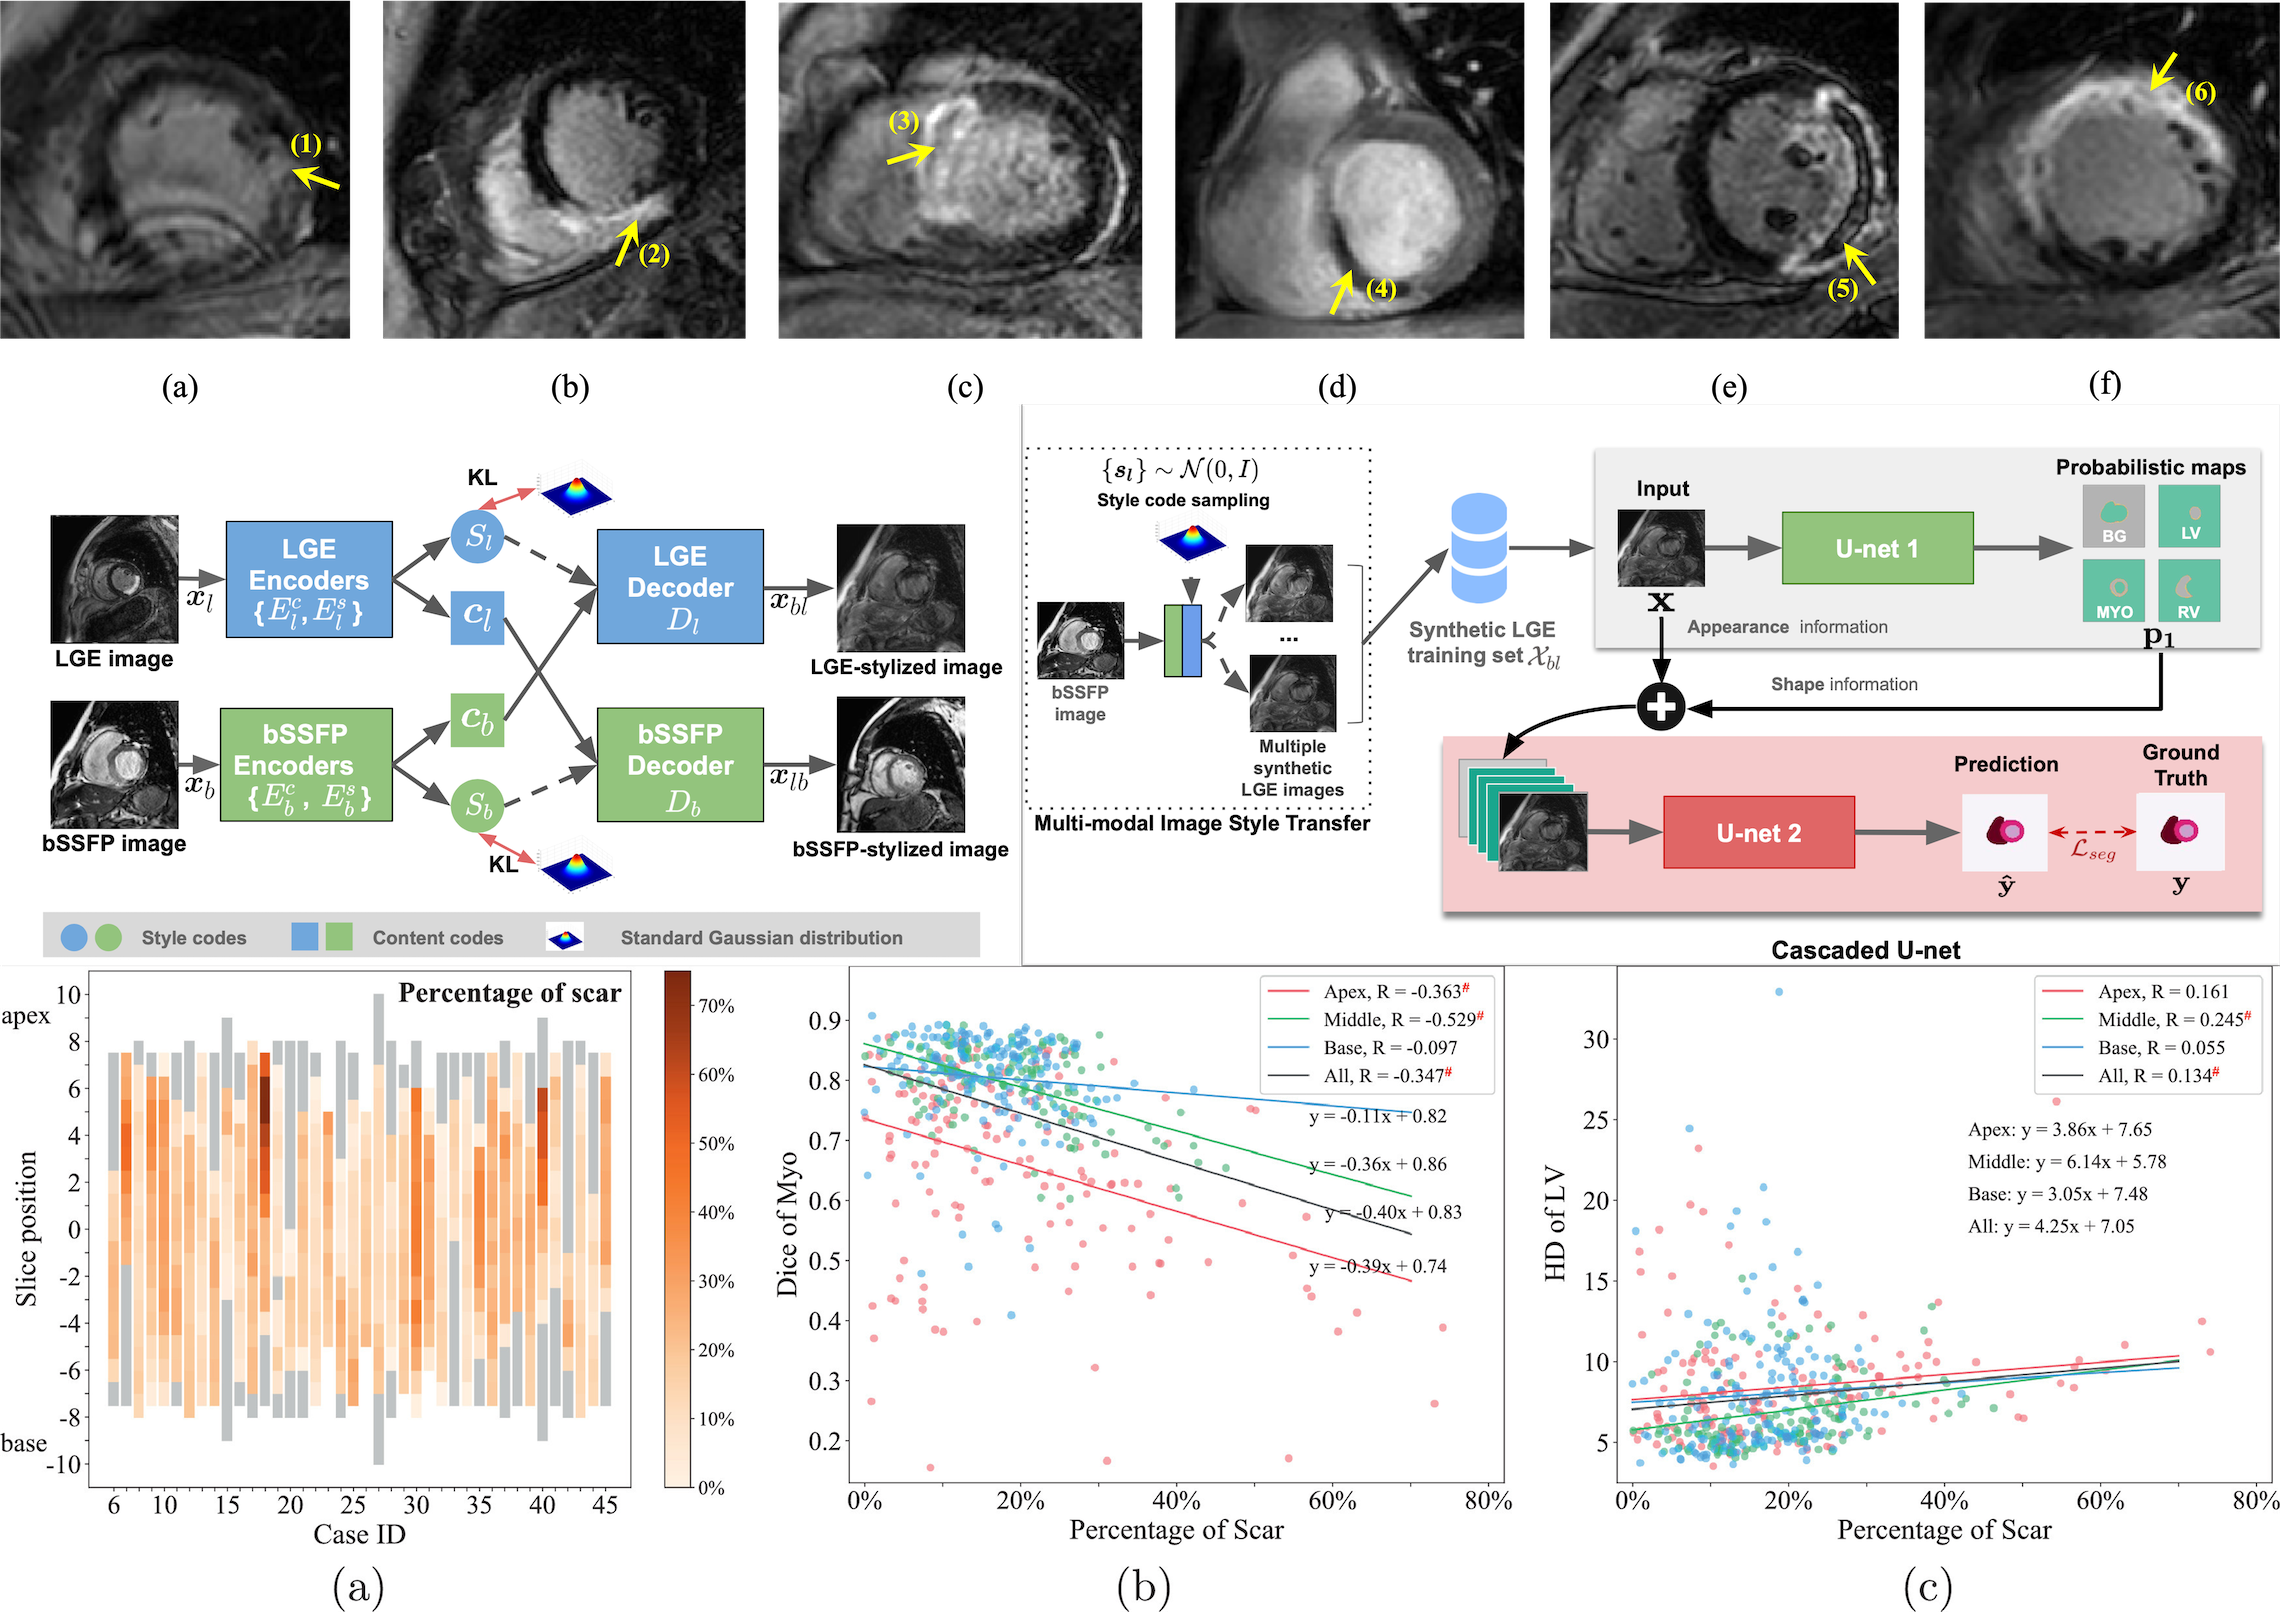 (1)
(2)
(3)
(4)
(5)
(6)
(a)
(b)
(c)
(d)
(e)
(f)
KL
LGE
Encoders
{E_l^c, E_l^s}
S_l
c_l
LGE
Decoder
D_l
x_l
x_bl
LGE image
LGE-stylized image
bSSFP
Encoders
{E_b^c, E_b^s}
c_b
S_b
bSSFP
Decoder
D_b
x_b
x_lb
bSSFP image
bSSFP-stylized image
KL
Style codes
Content codes
Standard Gaussian distribution
{s_l} ~ N(0, I)
Style code sampling
bSSFP
image
...
Multiple
synthetic
LGE images
Multi-modal Image Style Transfer
Synthetic LGE
training set X_bl
Input
x
U-net 1
Probabilistic maps
BG
LV
MYO
RV
p_1
Appearance information
Shape information
U-net 2
Prediction
ŷ
L_seg
Ground
Truth
y
Cascaded U-net
Percentage of scar
apex
base
Slice position
10
8
6
4
2
0
-2
-4
-6
-8
-10
6
10
15
20
25
30
35
40
45
Case ID
70%
60%
50%
40%
30%
20%
10%
0%
(a)
Apex, R = -0.363#
Middle, R = -0.529#
Base, R = -0.097
All, R = -0.347#
y = -0.11x + 0.82
y = -0.36x + 0.86
y = -0.40x + 0.83
y = -0.39x + 0.74
Dice of Myo
0.9
0.8
0.7
0.6
0.5
0.4
0.3
0.2
0%
20%
40%
60%
80%
Percentage of Scar
(b)
Apex, R = 0.161
Middle, R = 0.245#
Base, R = 0.055
All, R = 0.134#
Apex: y = 3.86x + 7.65
Middle: y = 6.14x + 5.78
Base: y = 3.05x + 7.48
All: y = 4.25x + 7.05
HD of LV
30
25
20
15
10
5
0%
20%
40%
60%
80%
Percentage of Scar
(c)